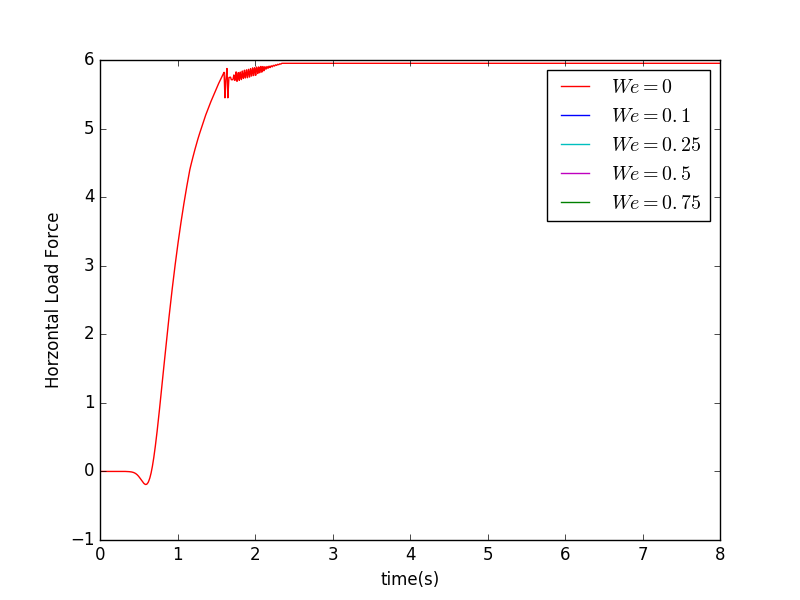 6
5
4
3
2
1
0
−1
0 1 2 3 4 5 6 7 8
Horzontal Load Force
time(s)
We = 0
We = 0.1
We = 0.25
We = 0.5
We = 0.75